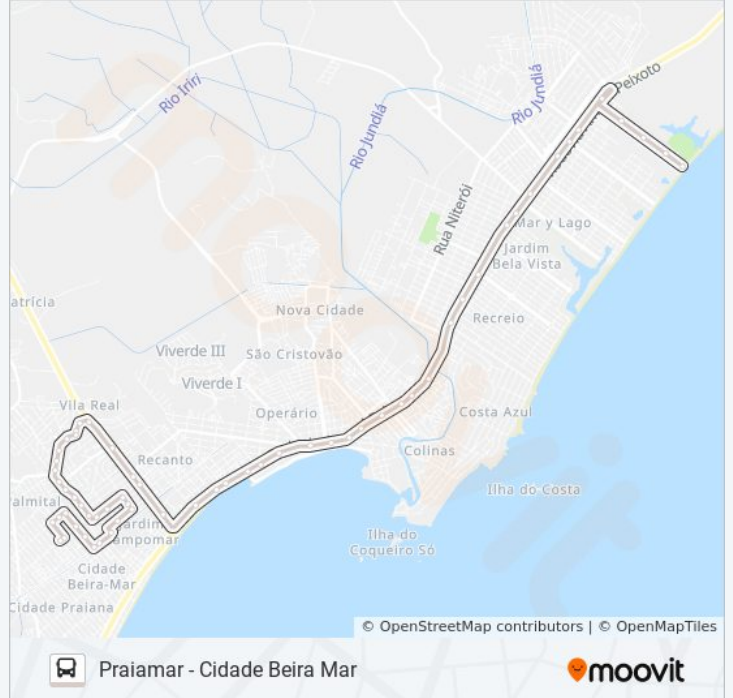 Peixoto
Rio Iriri
Rio Jundiá
Rio Jundiá
Rua Niterói
Mar y Lago
Jardim
Bela Vista
atrícia
Nova Cidade
Recreio
Viverde III
São Cristovão
Viverde I
Vila Real
Operário
Costa Azul
Recanto
Colinas
Ilha do Costa
almital
Jardim
ampomar
Ilha do
Coqueiro Só
Cidade
Beira-Mar
Cidade Praiana
© OpenStreetMap contributors | © OpenMapTiles
Praiamar - Cidade Beira Mar
moovit